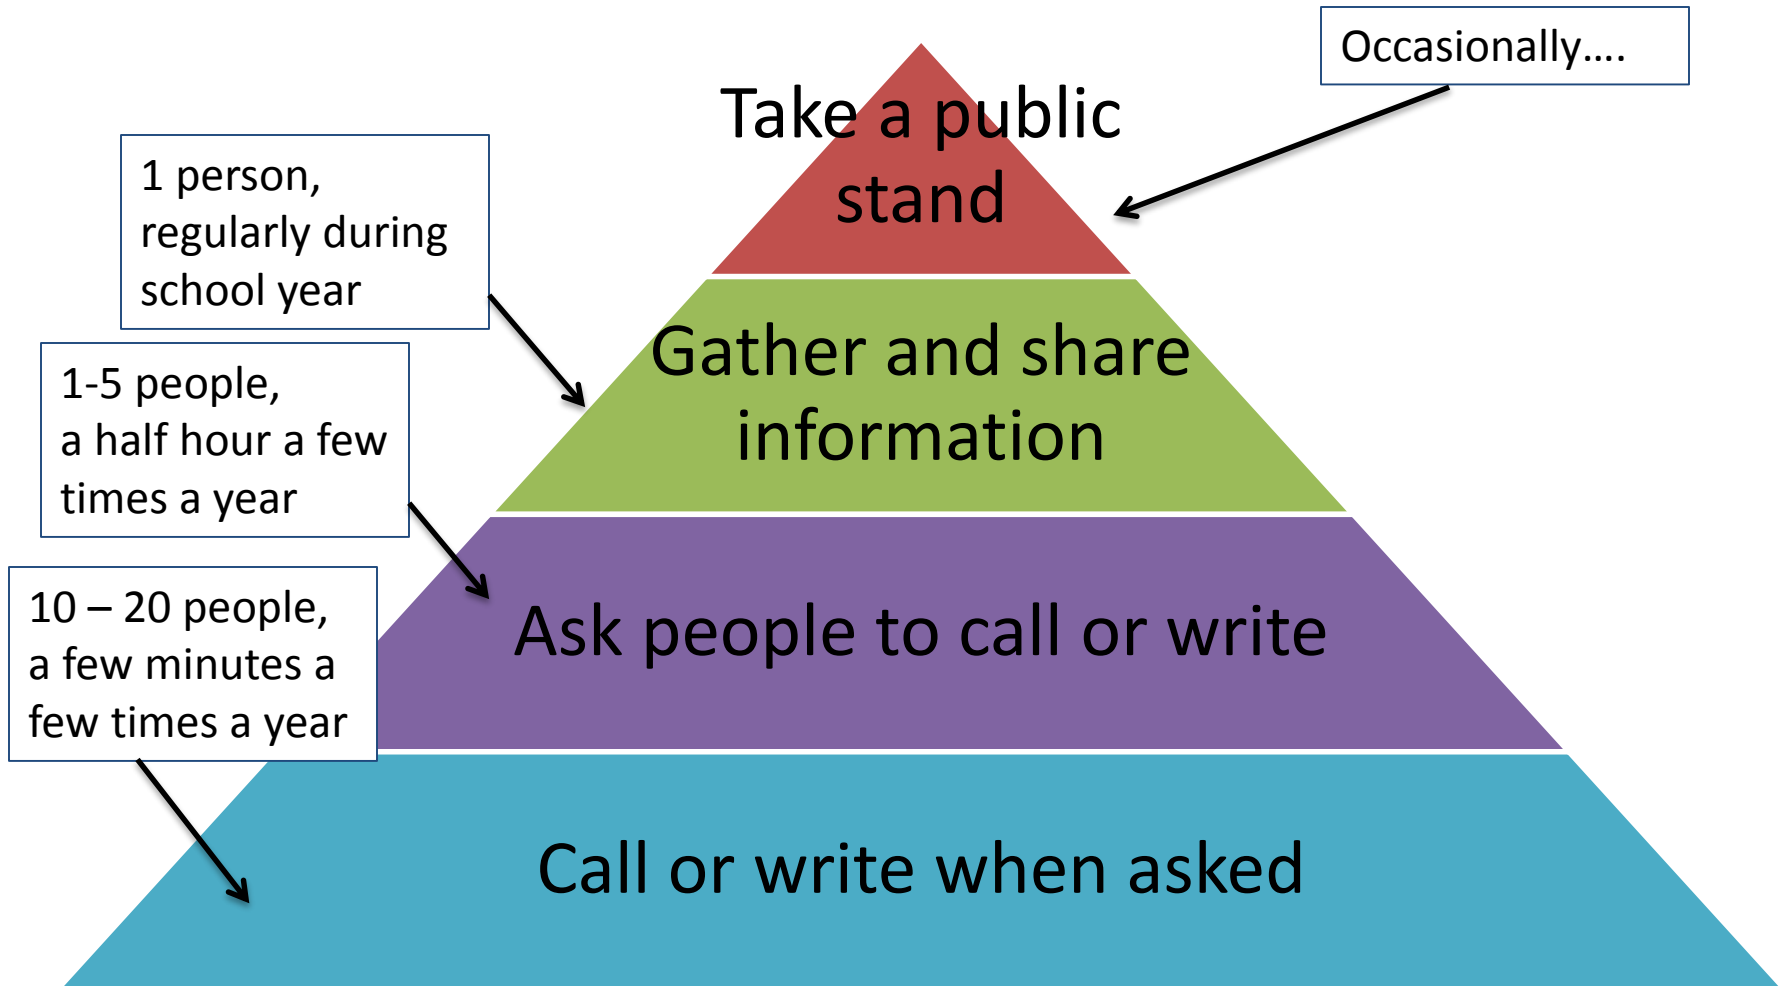 Occasionally....
Take a public
stand
1 person,
regularly during
school year
Gather and share
information
1-5 people,
a half hour a few
times a year
Ask people to call or write
10 – 20 people,
a few minutes a
few times a year
Call or write when asked